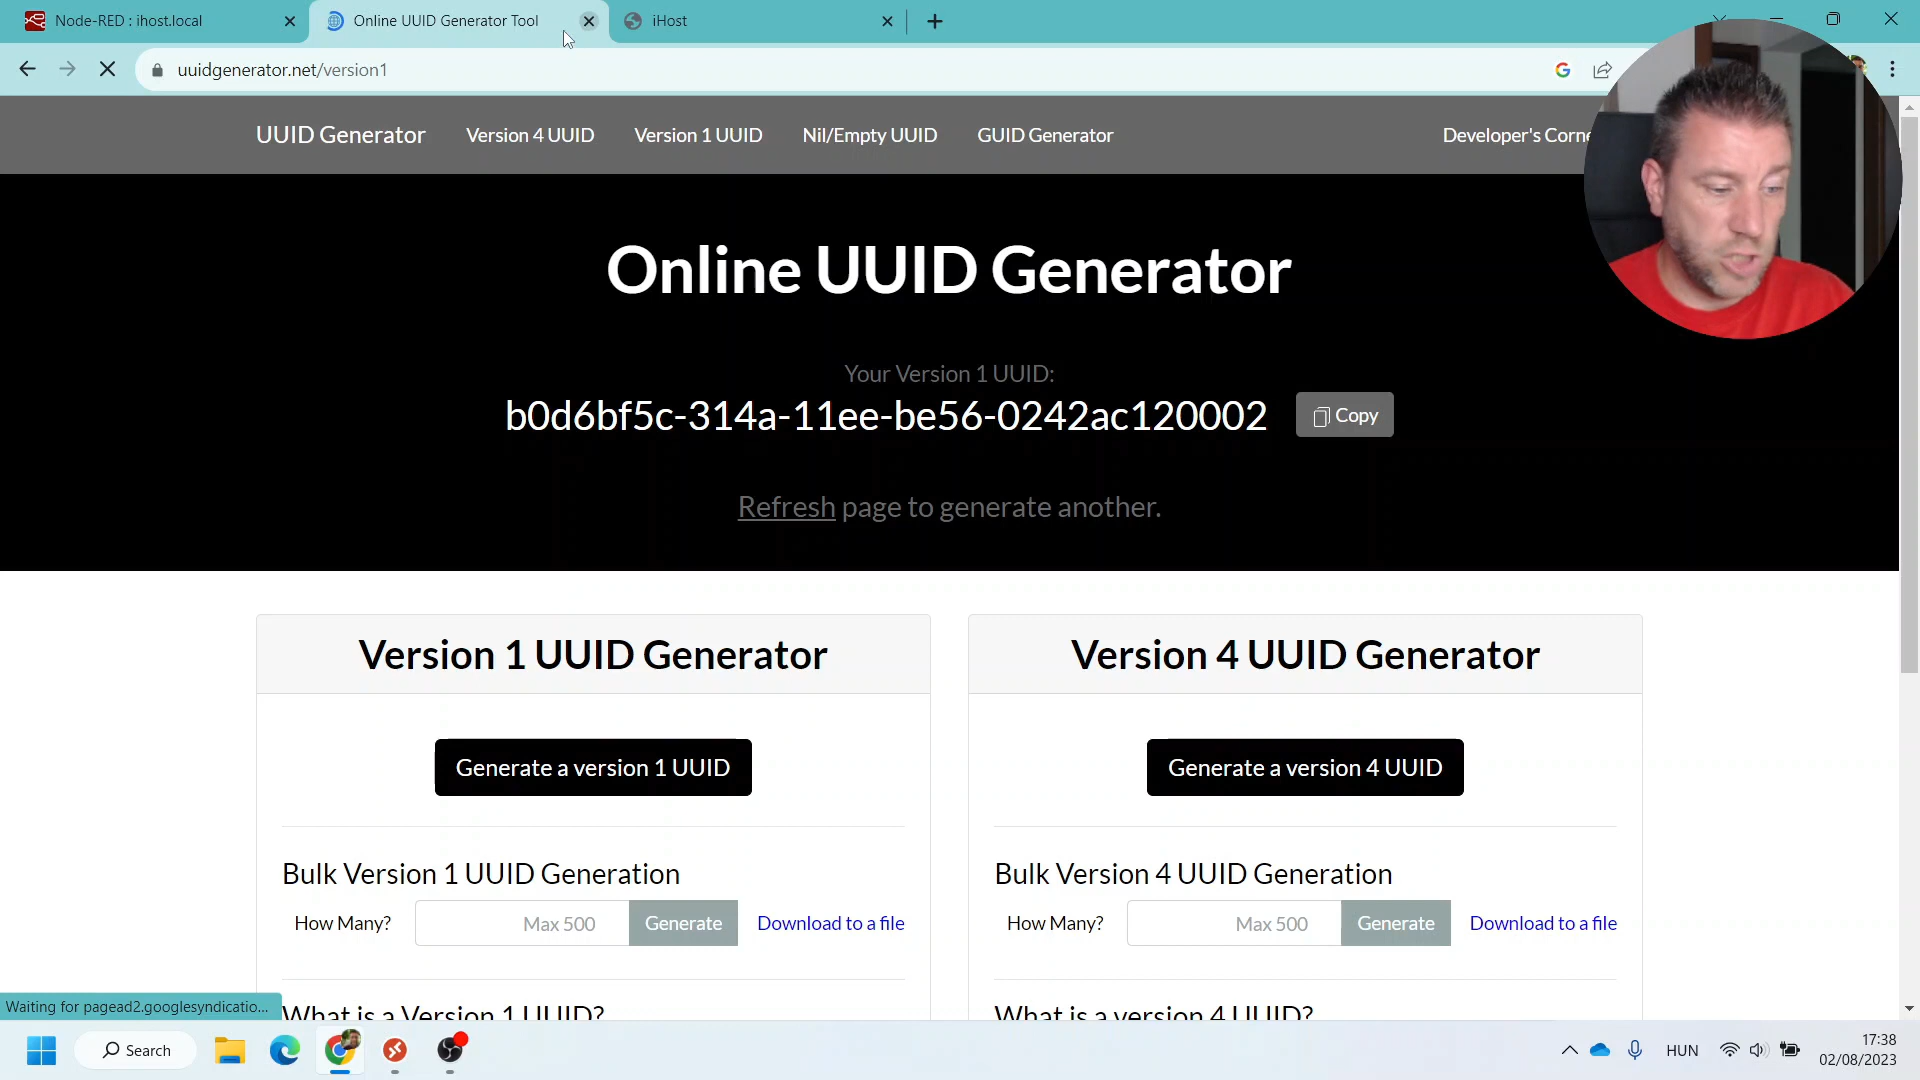 Node-RED : ihost.local
Online UUID Generator Tool
iHost
uuidgenerator.net/version1
UUID Generator
Version 4 UUID
Version 1 UUID
Nil/Empty UUID
GUID Generator
Developer's Corne
Online UUID Generator
Your Version 1 UUID:
b0d6bf5c-314a-11ee-be56-0242ac120002
Copy
Refresh page to generate another.
Version 1 UUID Generator
Generate a version 1 UUID
Bulk Version 1 UUID Generation
How Many?
Max 500
Generate
Download to a file
What is a Version 1 UUID?
Version 4 UUID Generator
Generate a version 4 UUID
Bulk Version 4 UUID Generation
How Many?
Max 500
Generate
Download to a file
What is a version 4 UUID?
Waiting for pagead2.googlesyndicatio...
Search
HUN
17:38
02/08/2023